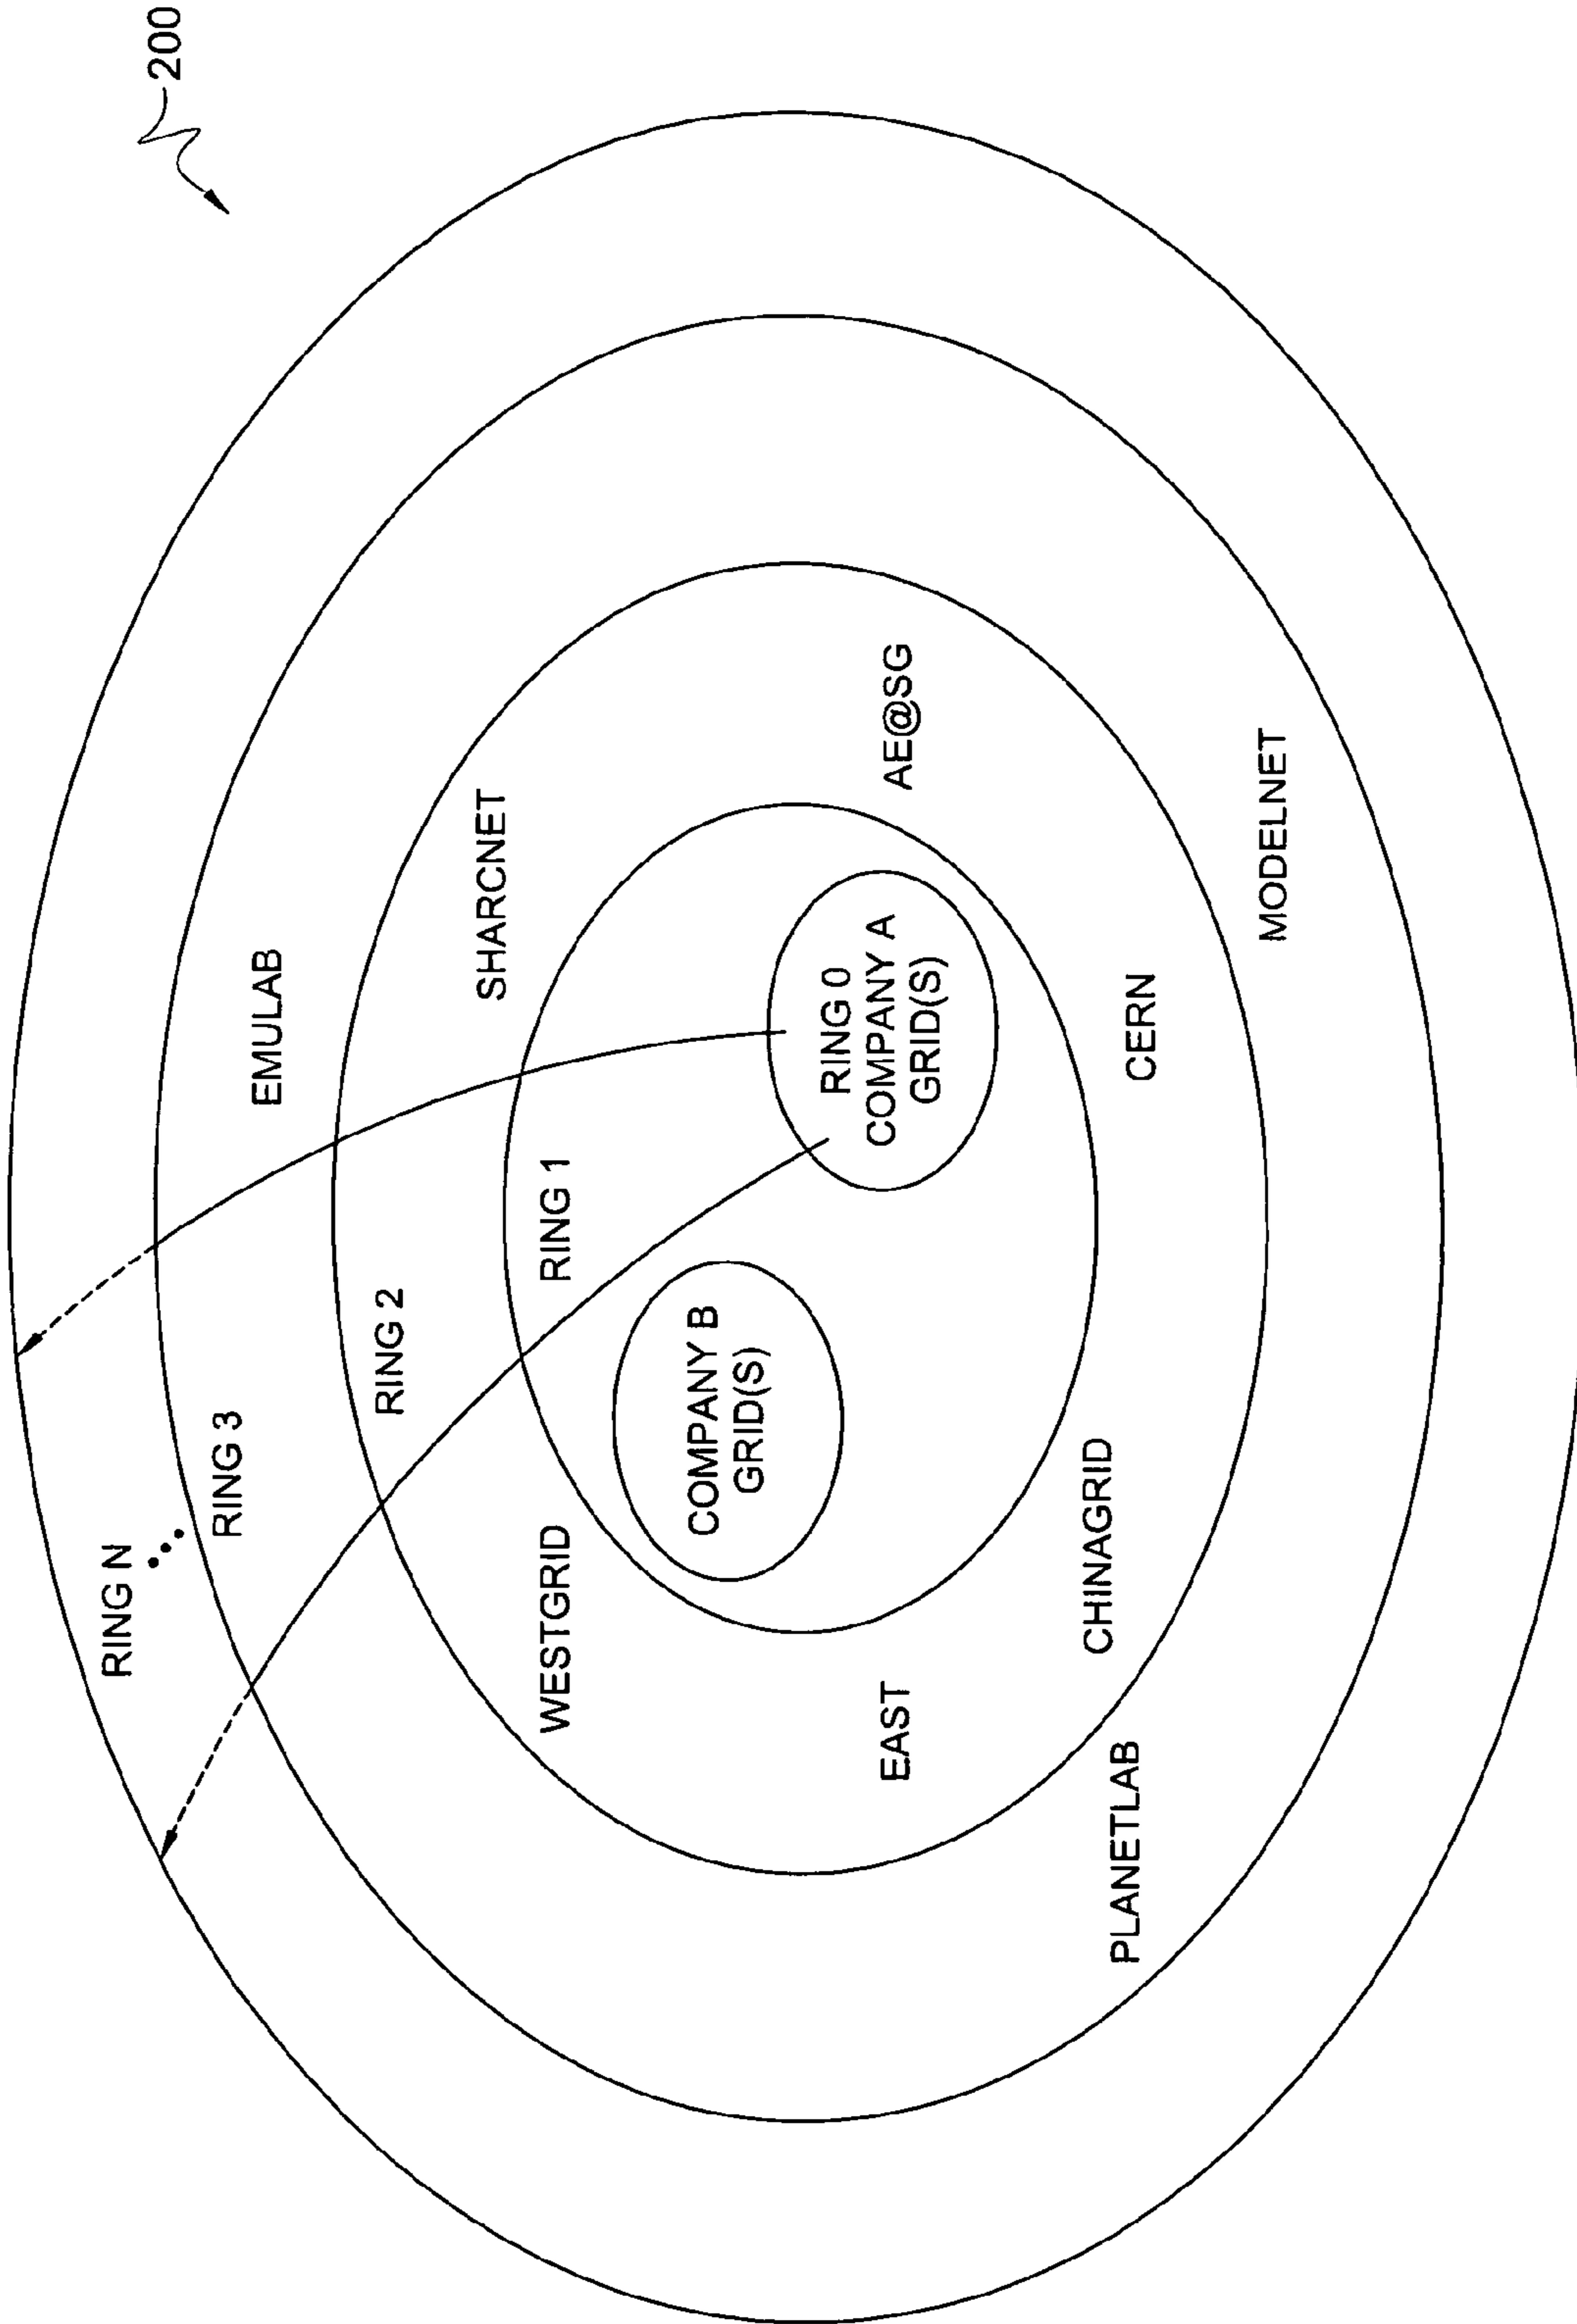 200
RING N
RING 3
EMULAB
RING 2
SHARCNET
WESTGRID
RING 1
COMPANY B
GRID(S)
RING 0
COMPANY A
GRID(S)
EAST
AE@SG
CHINAGRID
PLANETLAB
CERN
MODELNET